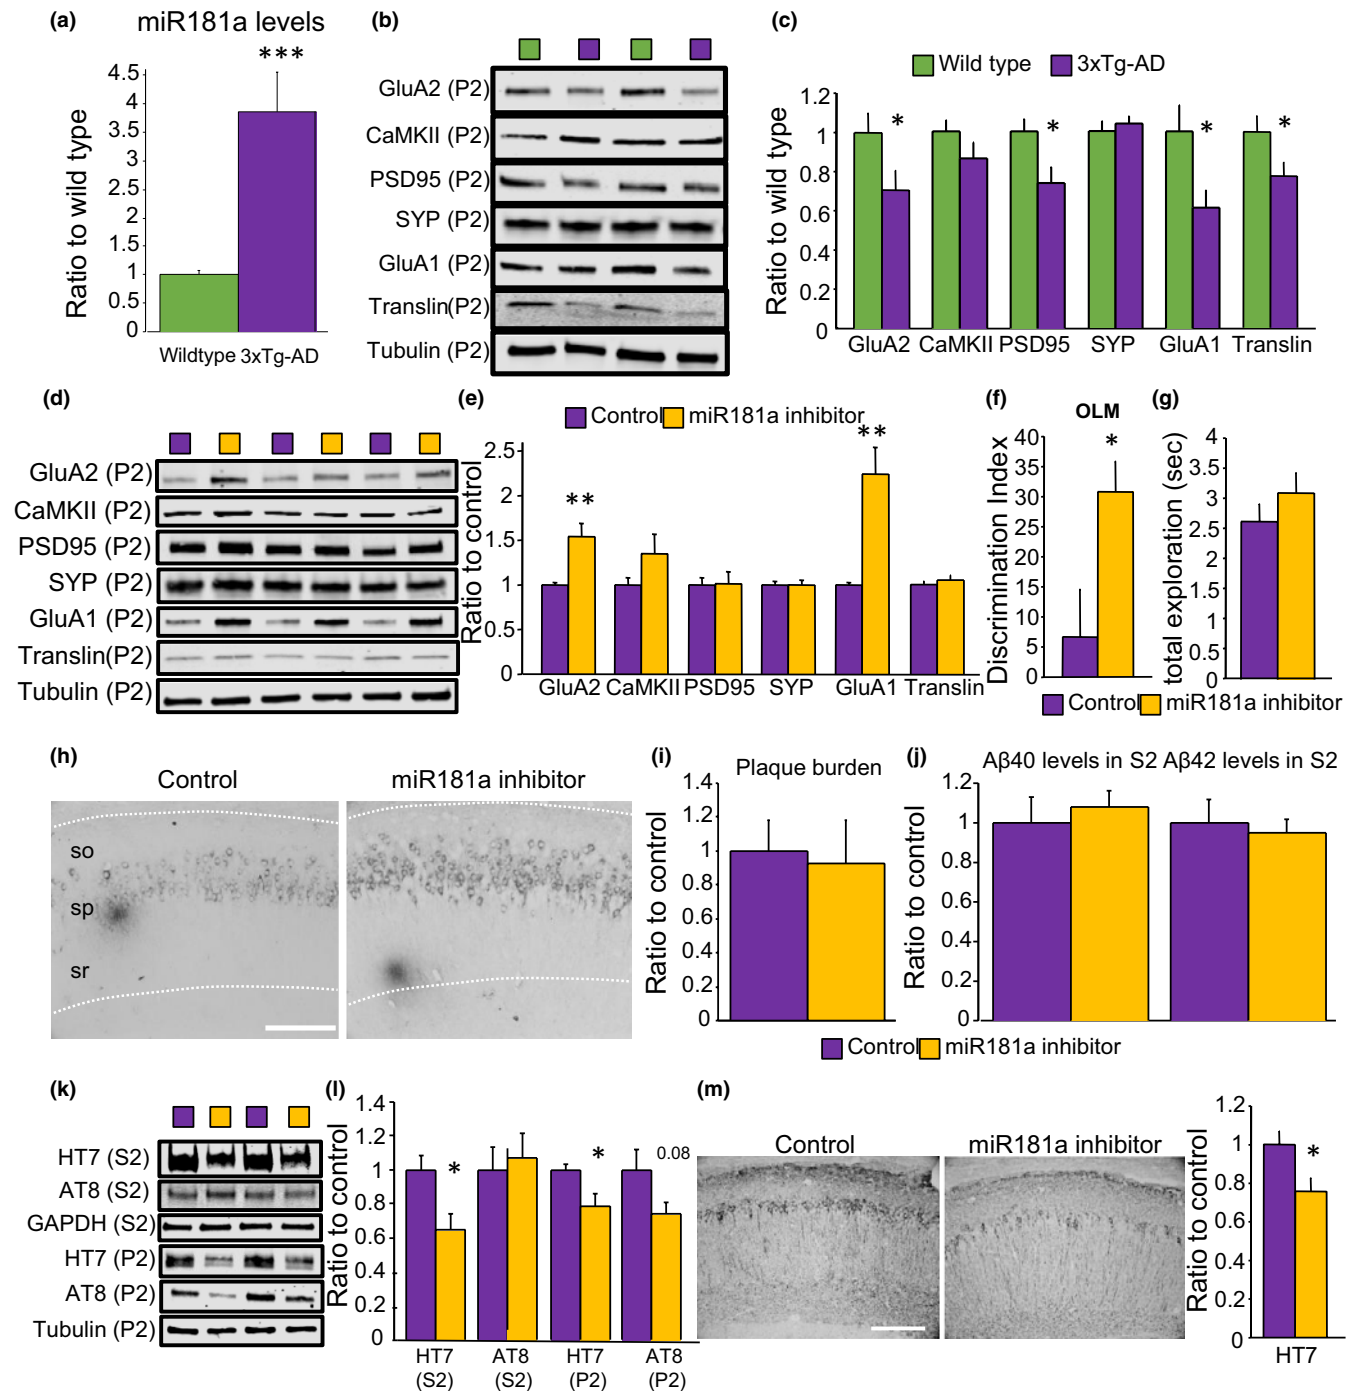 (a)
miR181a levels
***
Ratio to wild type
4.5
4
3.5
3
2.5
2
1.5
1
0.5
0
Wildtype 3xTg-AD
(b)
GluA2 (P2)
CaMKII (P2)
PSD95 (P2)
SYP (P2)
GluA1 (P2)
Translin(P2)
Tubulin (P2)
(c)
Wild type 3xTg-AD
Ratio to wild type
1.2
1
0.8
0.6
0.4
0.2
0
* * * *
GluA2 CaMKII PSD95 SYP GluA1 Translin
(d)
GluA2 (P2)
CaMKII (P2)
PSD95 (P2)
SYP (P2)
GluA1 (P2)
Translin(P2)
Tubulin (P2)
(e)
Control miR181a inhibitor
Ratio to control
2.5
2
1.5
1
0.5
0
** **
GluA2 CaMKII PSD95 SYP GluA1 Translin
(f)
OLM
Discrimination Index
40
35
30
25
20
15
10
5
0
*
(g)
total exploration (sec)
4
3.5
3
2.5
2
1.5
1
0.5
0
Control miR181a inhibitor
(h)
Control miR181a inhibitor
so
sp
sr
(i)
Plaque burden
Ratio to control
1.4
1.2
1
0.8
0.6
0.4
0.2
0
(j)
Aβ40 levels in S2 Aβ42 levels in S2
Ratio to control
1.2
1
0.8
0.6
0.4
0.2
0
Control miR181a inhibitor
(k)
HT7 (S2)
AT8 (S2)
GAPDH (S2)
HT7 (P2)
AT8 (P2)
Tubulin (P2)
(l)
Ratio to control
1.4
1.2
1
0.8
0.6
0.4
0.2
0
* * 0.08
HT7 AT8 HT7 AT8
(S2) (S2) (P2) (P2)
(m)
Control miR181a inhibitor
Ratio to control
1.2
1
0.8
0.6
0.4
0.2
0
*
HT7